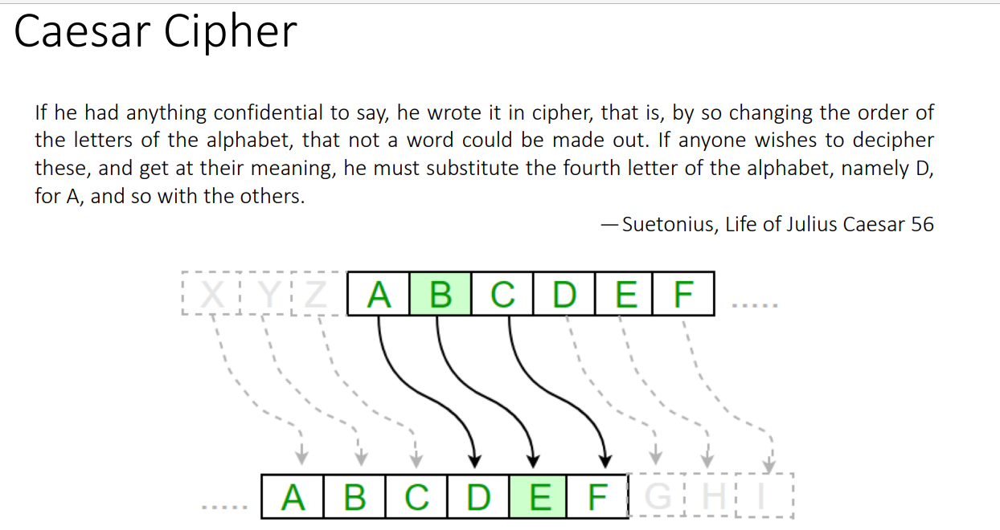 Caesar Cipher
If he had anything confidential to say, he wrote it in cipher, that is, by so changing the order of
the letters of the alphabet, that not a word could be made out. If anyone wishes to decipher
these, and get at their meaning, he must substitute the fourth letter of the alphabet, namely D,
for A, and so with the others.
— Suetonius, Life of Julius Caesar 56
X Y Z A B C D E F .....
..... A B C D E F G H I